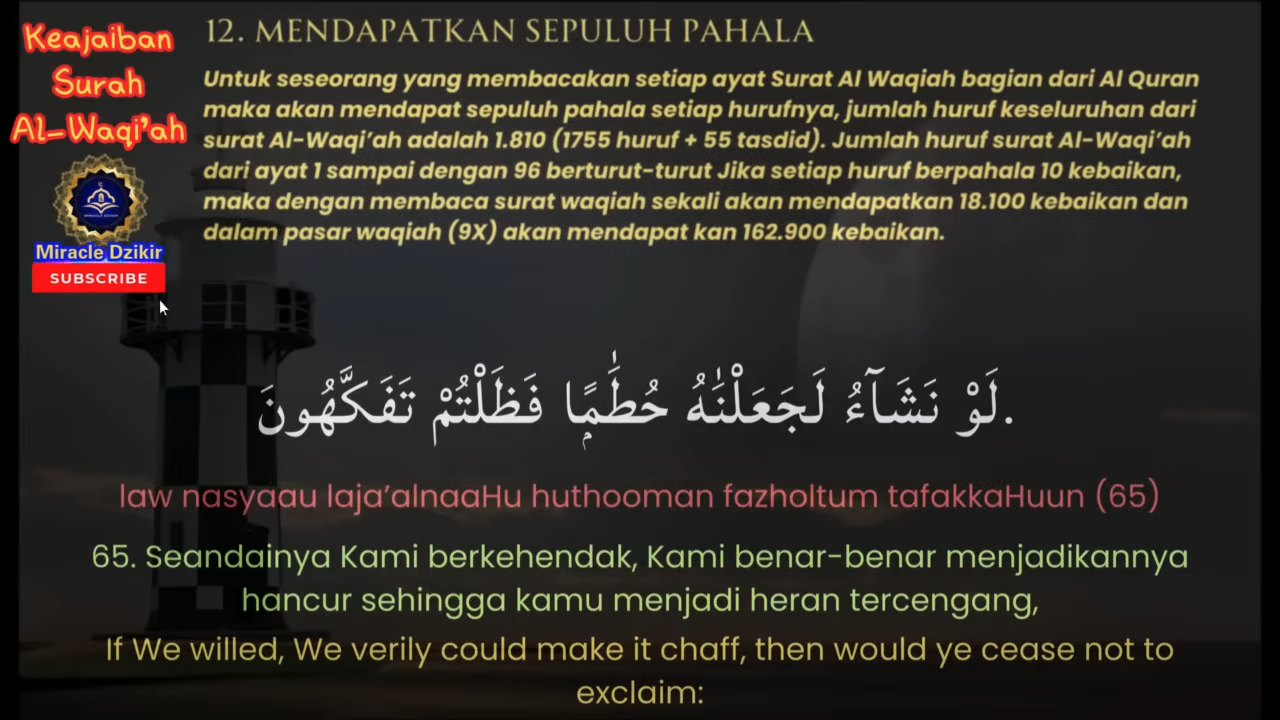 Keajaiban
Surah
Al-Waqi'ah
Miracle Dzikir
SUBSCRIBE
12. MENDAPATKAN SEPULUH PAHALA
Untuk seseorang yang membacakan setiap ayat Surat Al Waqiah bagian dari Al Quran
maka akan mendapat sepuluh pahala setiap hurufnya, jumlah huruf keseluruhan dari
surat Al-Waqi'ah adalah 1.810 (1755 huruf + 55 tasdid). Jumlah huruf surat Al-Waqi'ah
dari ayat 1 sampai dengan 96 berturut-turut Jika setiap huruf berpahala 10 kebaikan,
maka dengan membaca surat waqiah sekali akan mendapatkan 18.100 kebaikan dan
dalam pasar waqiah (9X) akan mendapat kan 162.900 kebaikan.
لَوْ نَشَآءُ لَجَعَلْنَٰهُ حُطَٰمًۭا فَظَلْتُمْ تَفَكَّهُونَ.
law nasyaau laja'alnaaHu huthooman fazholtum tafakkaHuun (65)
65. Seandainya Kami berkehendak, Kami benar-benar menjadikannya
hancur sehingga kamu menjadi heran tercengang,
If We willed, We verily could make it chaff, then would ye cease not to
exclaim: